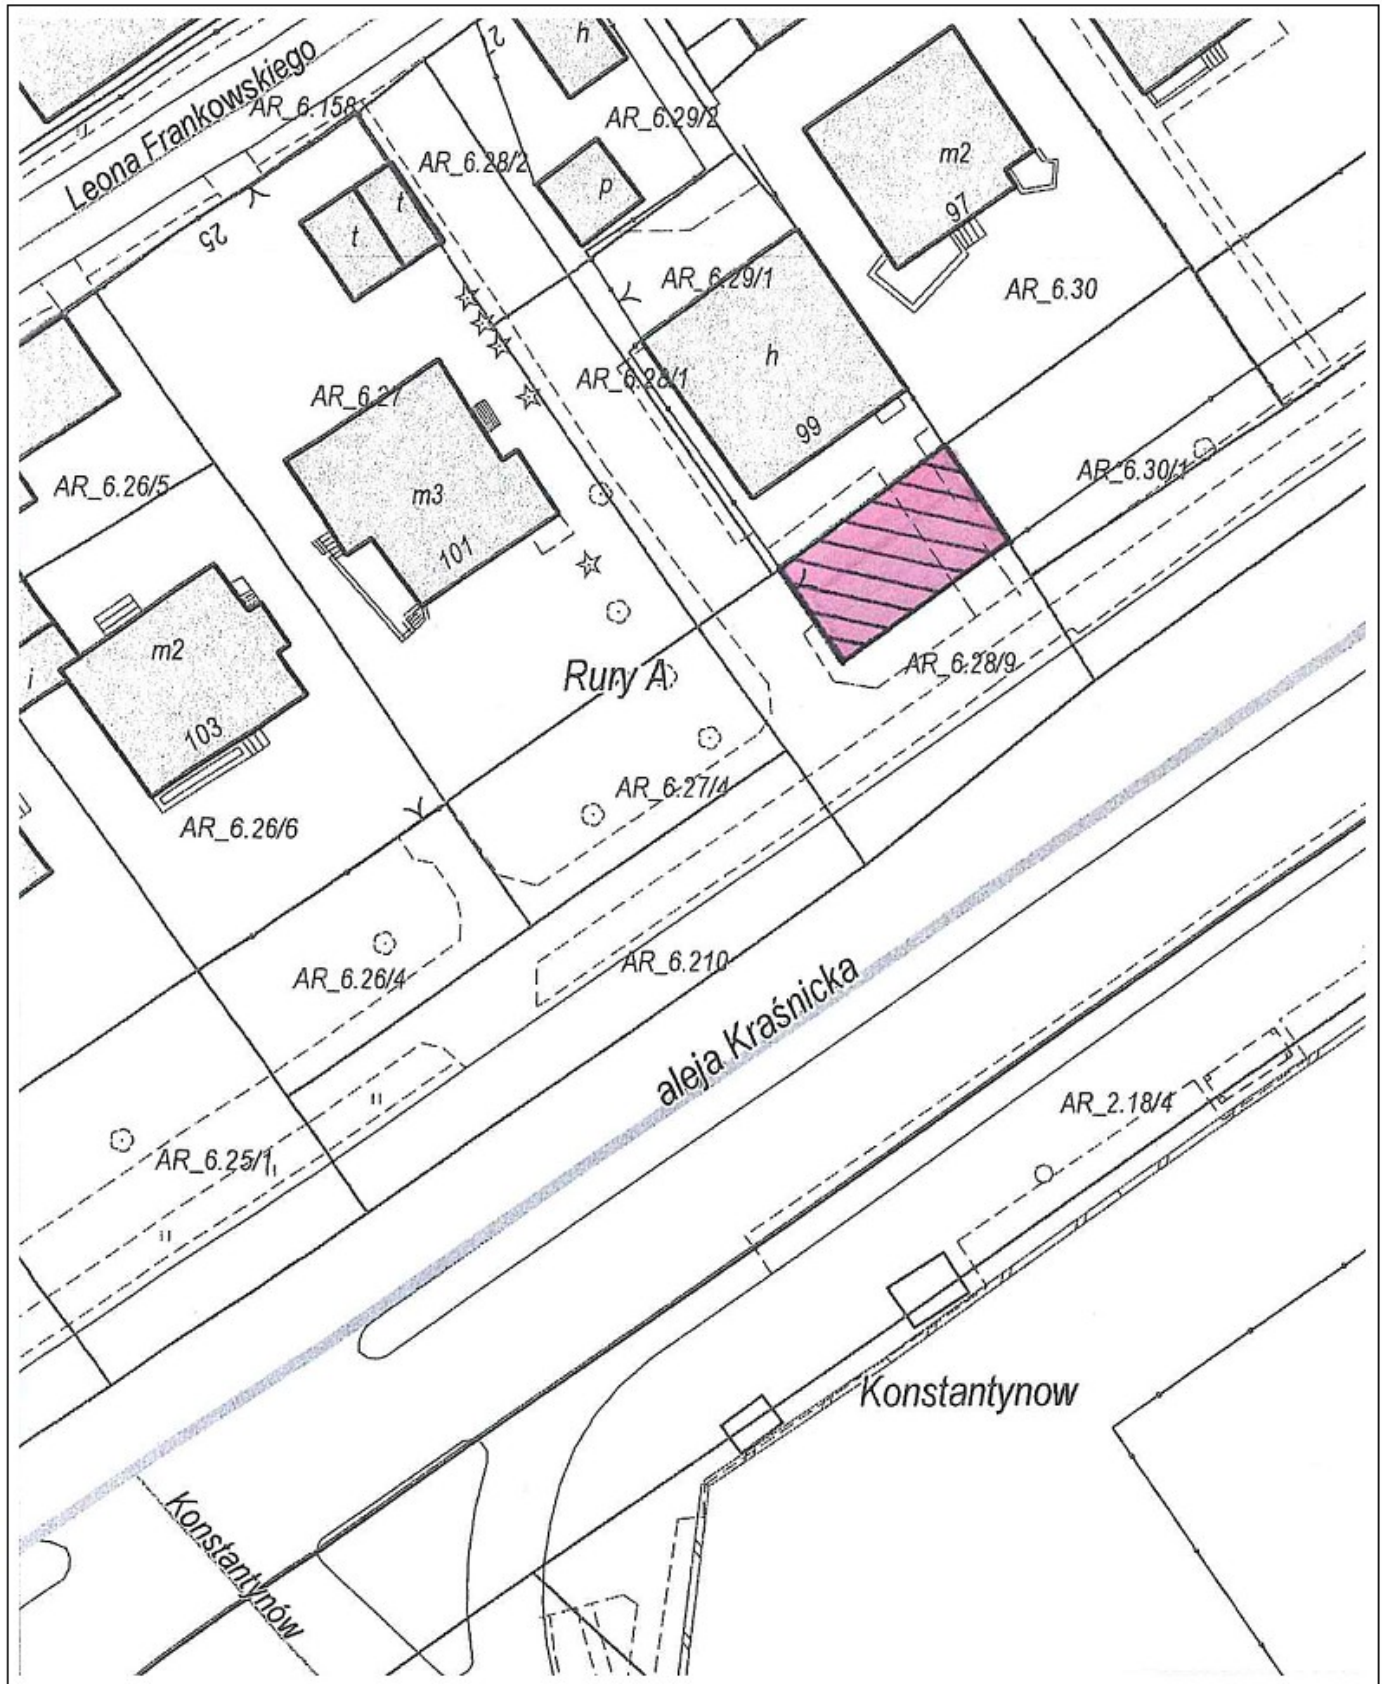 h
2
Leona Frankowskiego
AR_6.158
AR_6.29/2
AR_6.28/2
m2
p
97
t
t
25
AR_6.29/1
AR_6.30
h
AR_6.28/1
AR_6.27
99
AR_6.30/1
AR_6.26/5
m3
101
m2
i
AR_6.28/9
Rury A
103
AR_6.27/4
AR_6.26/6
AR_6.26/4
AR_6.210
aleja Kraśnicka
AR_2.18/4
AR_6.25/1
Konstantynow
Konstantynów